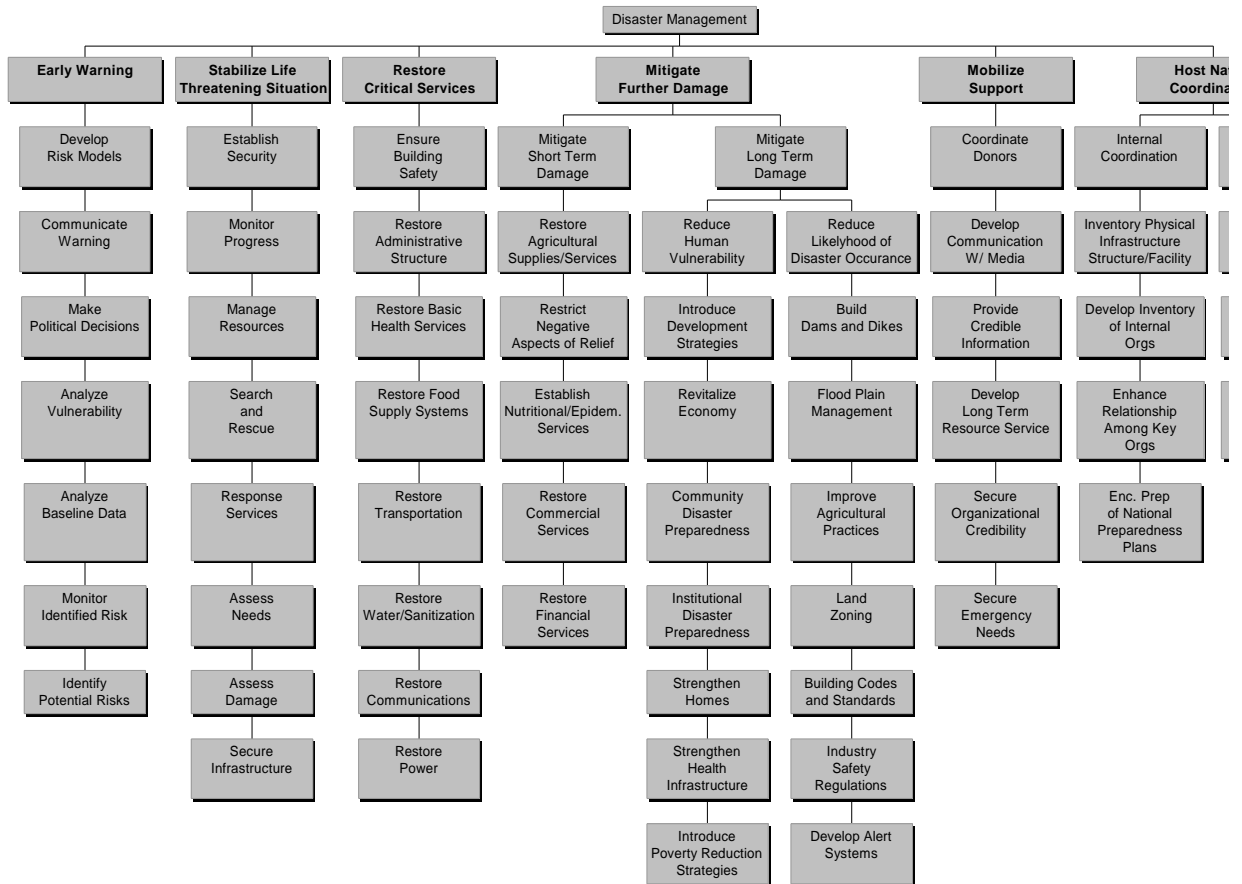 Disaster Management
Early Warning
Develop
Risk Models
Communicate
Warning
Make
Political Decisions
Analyze
Vulnerability
Analyze
Baseline Data
Monitor
Identified Risk
Identify
Potential Risks
Stabilize Life
Threatening Situation
Establish
Security
Monitor
Progress
Manage
Resources
Search
and
Rescue
Response
Services
Assess
Needs
Assess
Damage
Secure
Infrastructure
Restore
Critical Services
Ensure
Building
Safety
Restore
Administrative
Structure
Restore Basic
Health Services
Restore Food
Supply Systems
Restore
Transportation
Restore
Water/Sanitization
Restore
Communications
Restore
Power
Mitigate
Further Damage
Mitigate
Short Term
Damage
Restore
Agricultural
Supplies/Services
Restrict
Negative
Aspects of Relief
Establish
Nutritional/Epidem.
Services
Restore
Commercial
Services
Restore
Financial
Services
Mitigate
Long Term
Damage
Reduce
Human
Vulnerability
Introduce
Development
Strategies
Revitalize
Economy
Community
Disaster
Preparedness
Institutional
Disaster
Preparedness
Strengthen
Homes
Strengthen
Health
Infrastructure
Introduce
Poverty Reduction
Strategies
Reduce
Likelyhood of
Disaster Occurance
Build
Dams and Dikes
Flood Plain
Management
Improve
Agricultural
Practices
Land
Zoning
Building Codes
and Standards
Industry
Safety
Regulations
Develop Alert
Systems
Mobilize
Support
Coordinate
Donors
Develop
Communication
W/ Media
Provide
Credible
Information
Develop
Long Term
Resource Service
Secure
Organizational
Credibility
Secure
Emergency
Needs
Host
Internal
Coordination
Inventory Physical
Infrastructure
Structure/Facility
Develop Inventory
of Internal
Orgs
Enhance
Relationship
Among Key
Orgs
Enc. Prep
of National
Preparedness
Plans